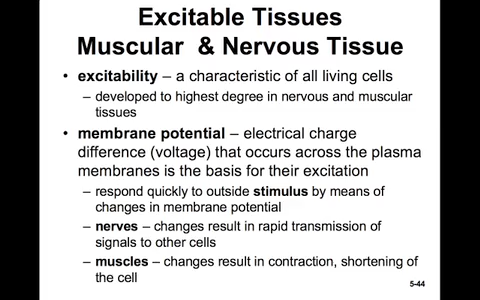 Excitable Tissues
Muscular & Nervous Tissue
• excitability – a characteristic of all living cells
– developed to highest degree in nervous and muscular
tissues
• membrane potential – electrical charge
difference (voltage) that occurs across the plasma
membranes is the basis for their excitation
– respond quickly to outside stimulus by means of
changes in membrane potential
– nerves – changes result in rapid transmission of
signals to other cells
– muscles – changes result in contraction, shortening of
the cell
5-44